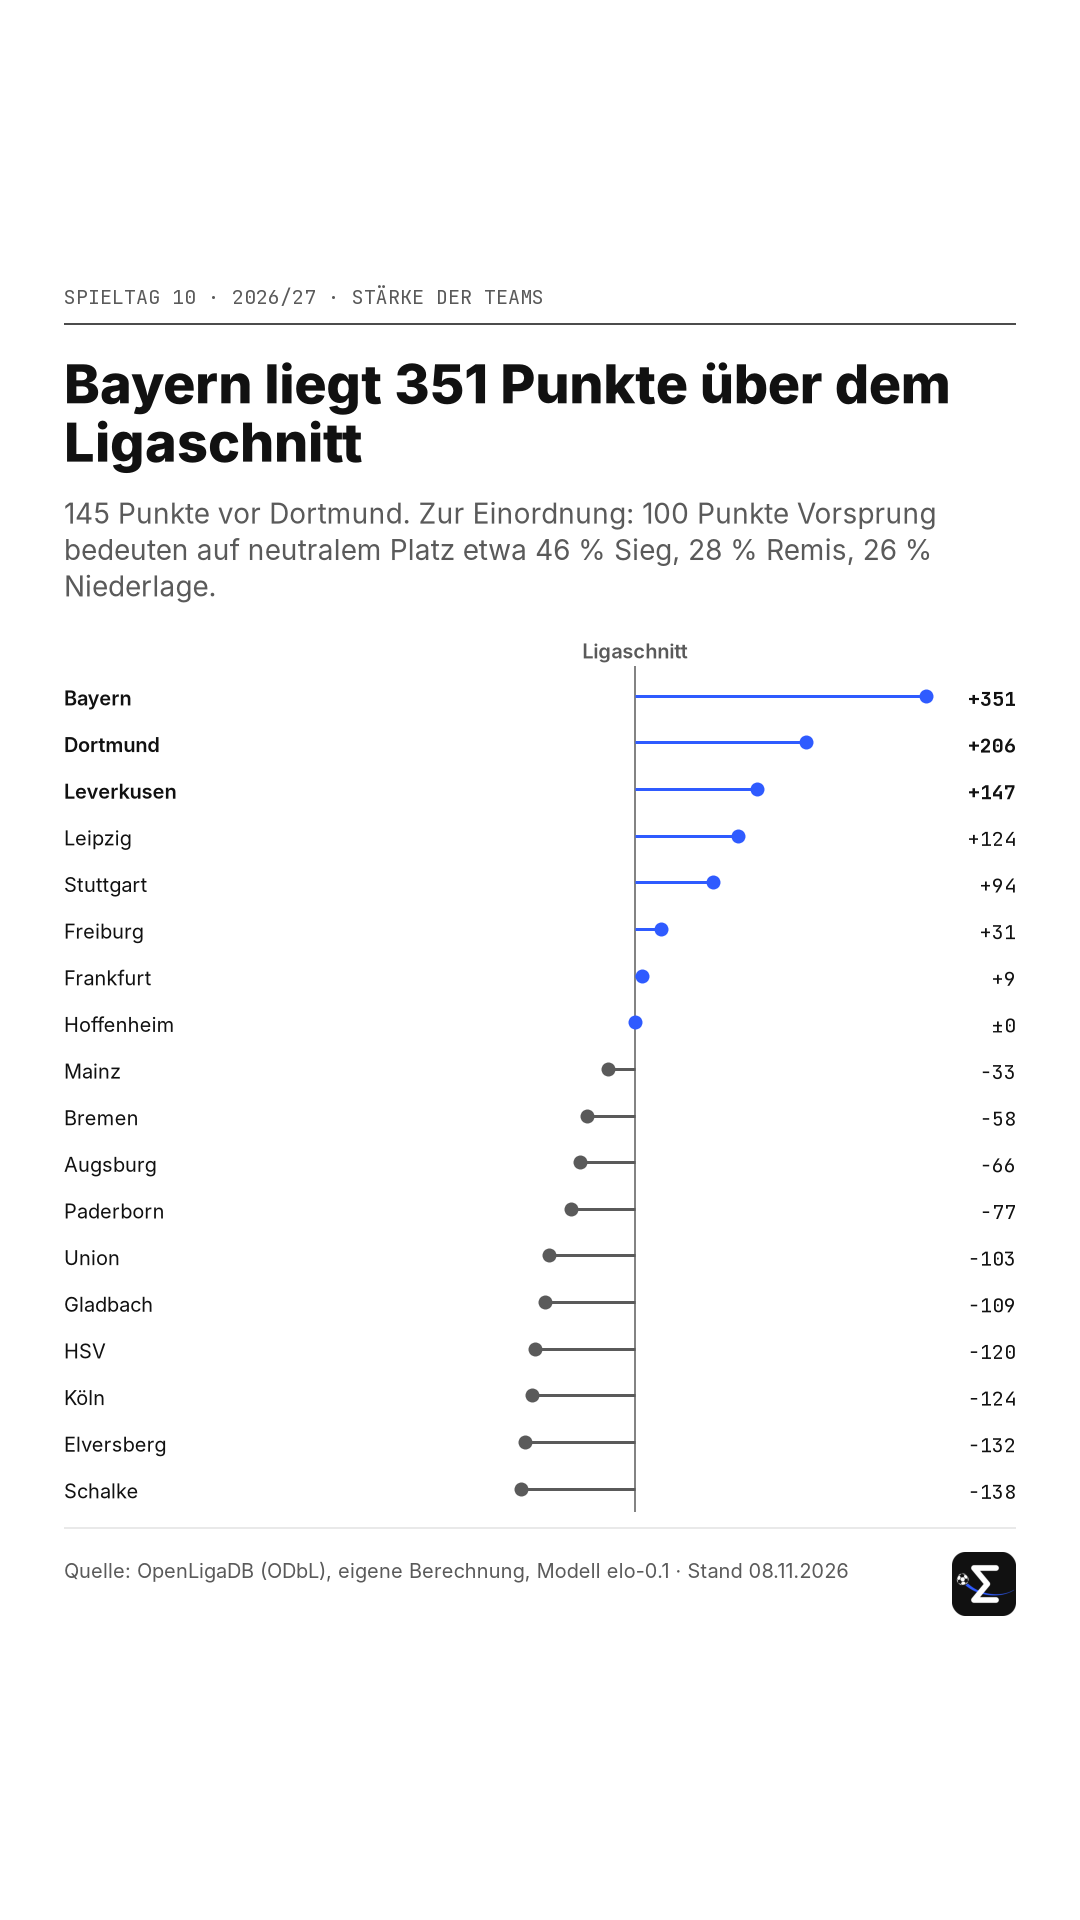 SPIELTAG 10 · 2026/27 · STÄRKE DER TEAMS
Bayern liegt 351 Punkte über dem
Ligaschnitt
145 Punkte vor Dortmund. Zur Einordnung: 100 Punkte Vorsprung
bedeuten auf neutralem Platz etwa 46 % Sieg, 28 % Remis, 26 %
Niederlage.
Ligaschnitt
Bayern +351
Dortmund +206
Leverkusen +147
Leipzig +124
Stuttgart +94
Freiburg +31
Frankfurt +9
Hoffenheim ±0
Mainz -33
Bremen -58
Augsburg -66
Paderborn -77
Union -103
Gladbach -109
HSV -120
Köln -124
Elversberg -132
Schalke -138
Quelle: OpenLigaDB (ODbL), eigene Berechnung, Modell elo-0.1 · Stand 08.11.2026
Σ